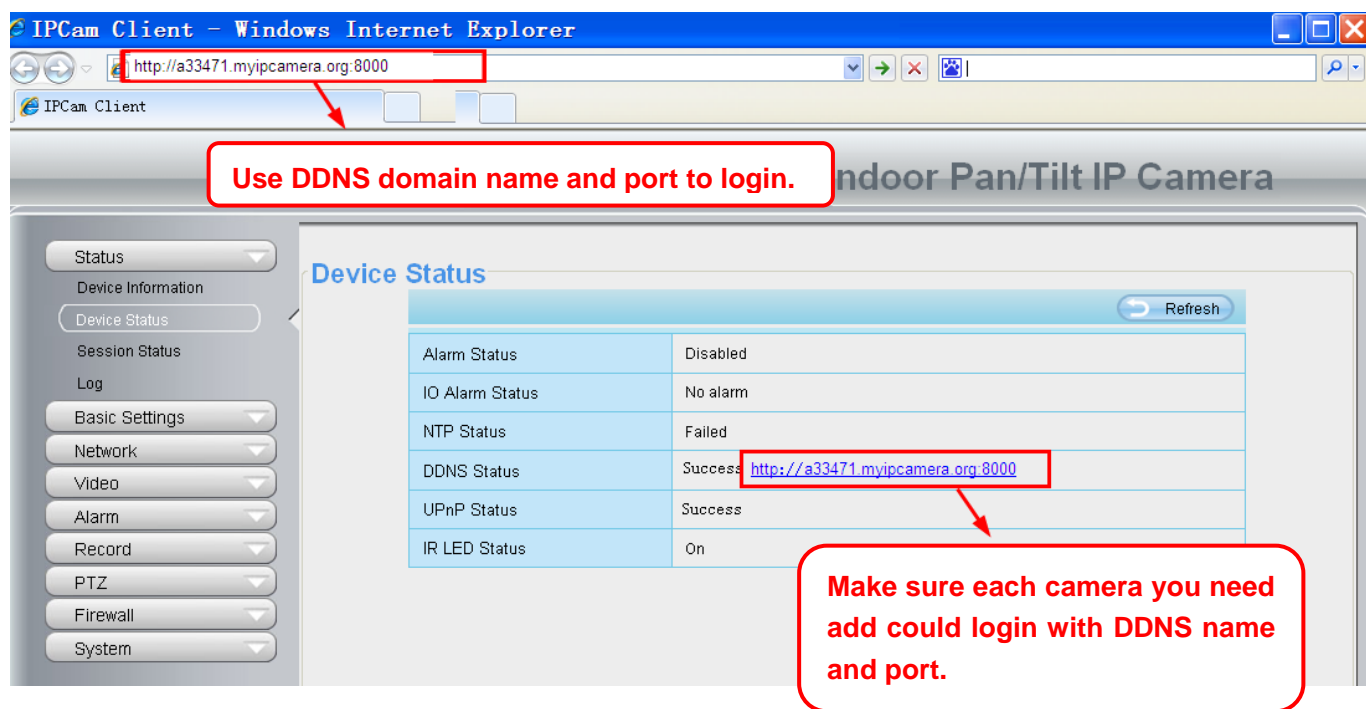 IPCam Client - Windows Internet Explorer
http://a33471.myipcamera.org:8000
IPCam Client
Use DDNS domain name and port to login.
ndoor Pan/Tilt IP Camera
Status
Device Information
Device Status
Session Status
Log
Basic Settings
Network
Video
Alarm
Record
PTZ
Firewall
System
Device Status
Refresh
Alarm Status Disabled
IO Alarm Status No alarm
NTP Status Failed
DDNS Status Success http://a33471.myipcamera.org:8000
UPnP Status Success
IR LED Status On
Make sure each camera you need
add could login with DDNS name
and port.